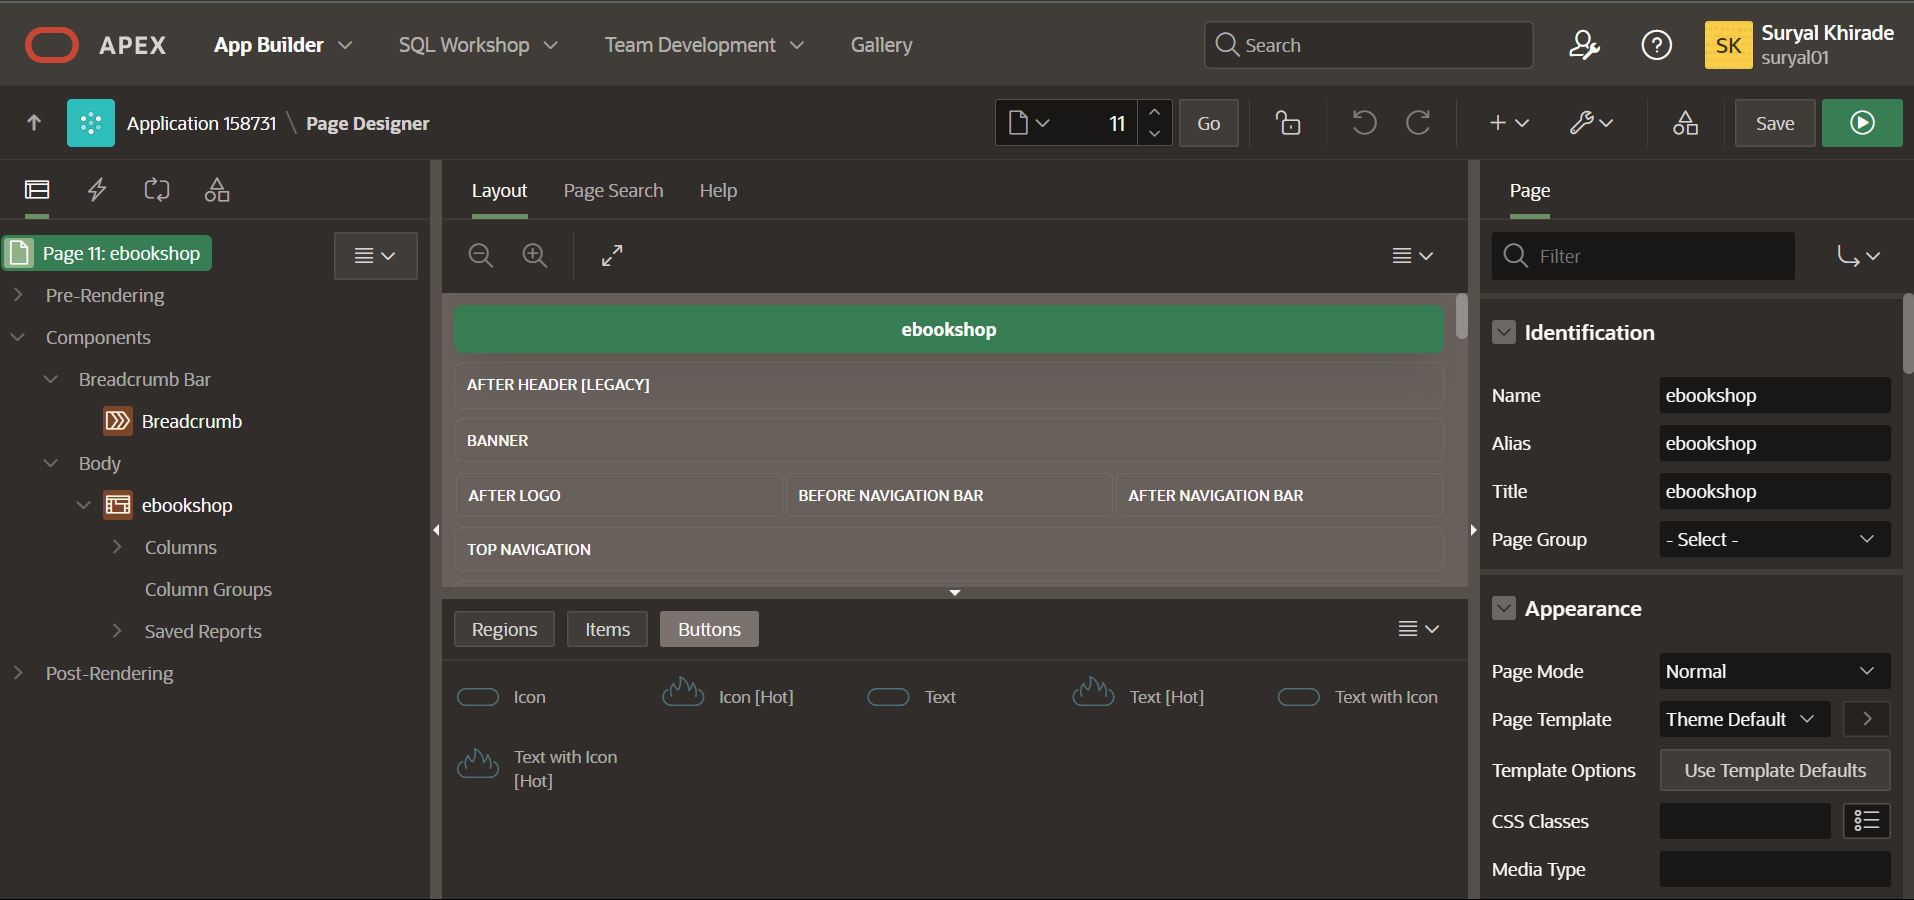 APEX App Builder SQL Workshop Team Development Gallery Search SK Suryal Khirade
suryal01
Application 158731 \ Page Designer 11 Go Save
Layout Page Search Help
Page
Page 11: ebookshop
Pre-Rendering
Components
Breadcrumb Bar
Breadcrumb
Body
ebookshop
Columns
Column Groups
Saved Reports
Post-Rendering
ebookshop
AFTER HEADER [LEGACY]
BANNER
AFTER LOGO BEFORE NAVIGATION BAR AFTER NAVIGATION BAR
TOP NAVIGATION
Regions Items Buttons
Icon Icon [Hot] Text Text [Hot] Text with Icon
Text with Icon
[Hot]
Filter
Identification
Name ebookshop
Alias ebookshop
Title ebookshop
Page Group - Select -
Appearance
Page Mode Normal
Page Template Theme Default
Template Options Use Template Defaults
CSS Classes
Media Type